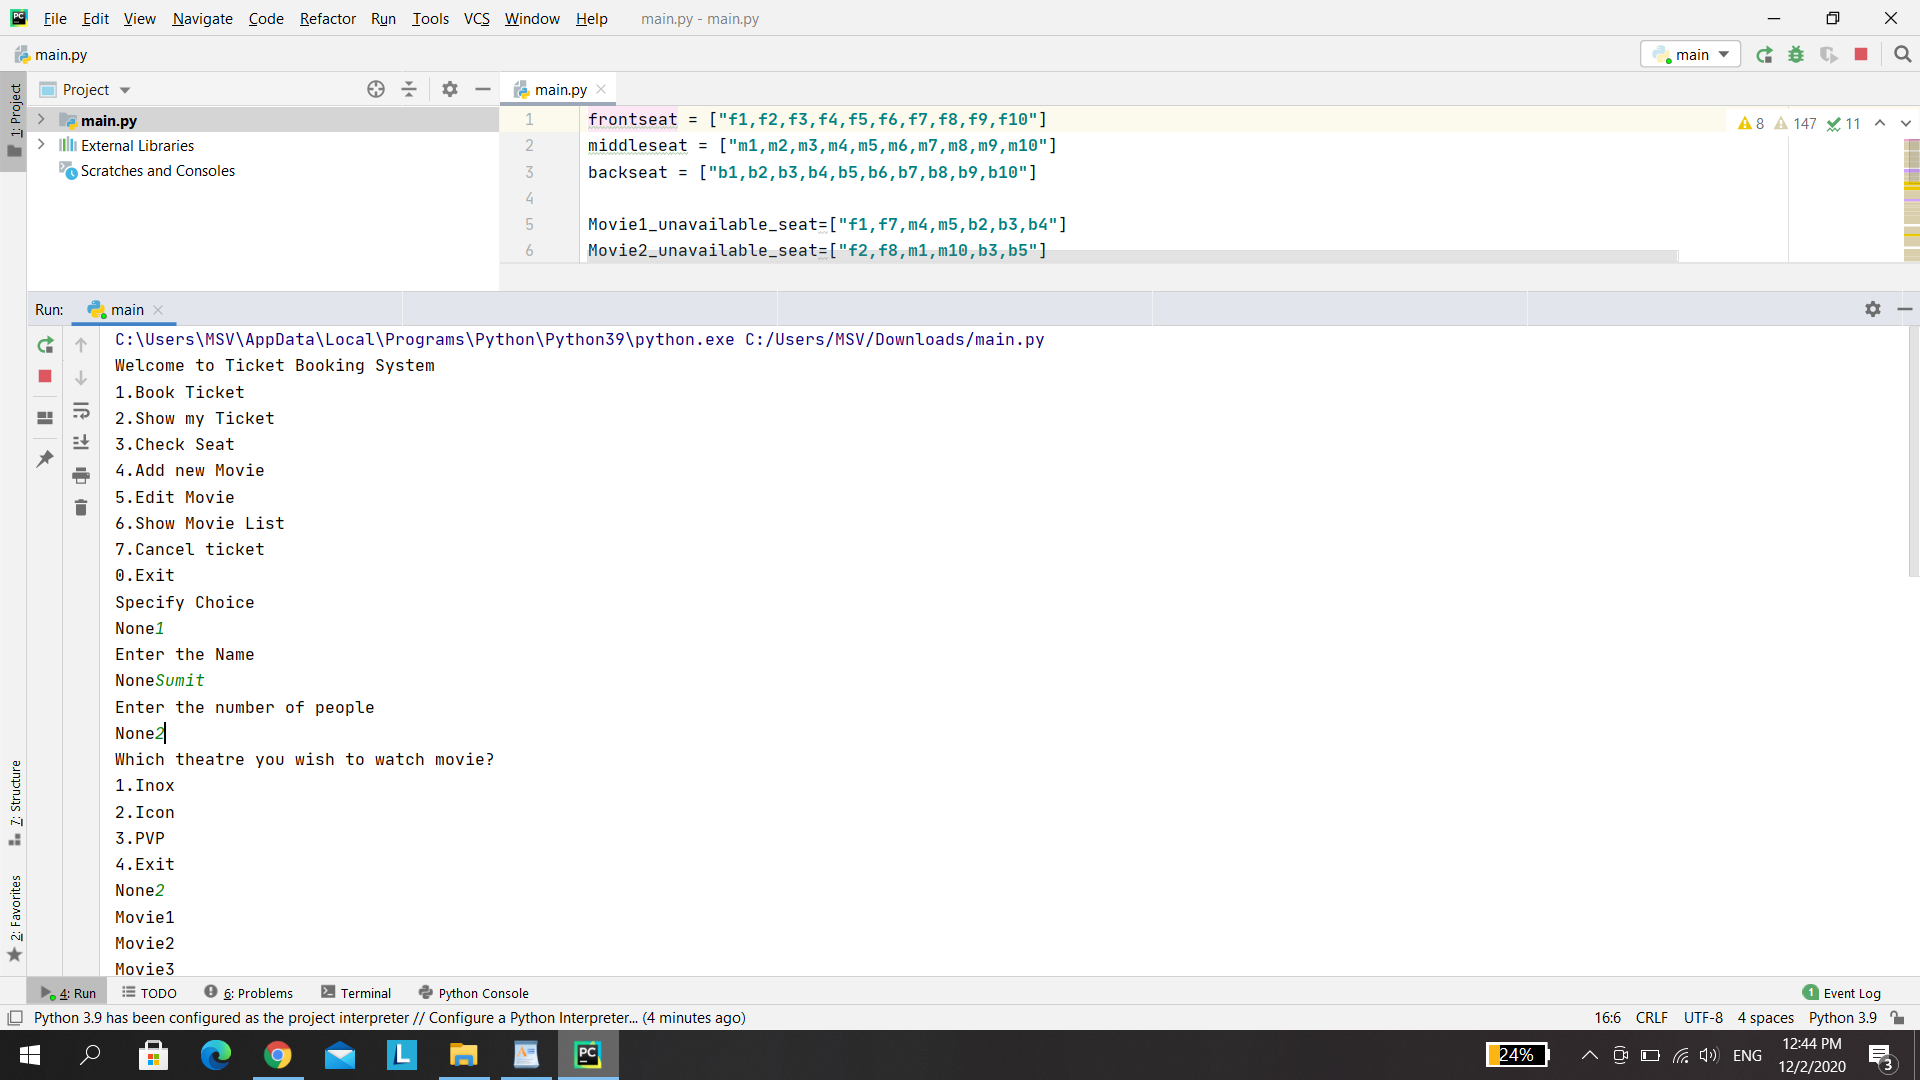 PC File Edit View Navigate Code Refactor Run Tools VCS Window Help main.py - main.py
main.py main
1: Project Project main.py
main.py
External Libraries
Scratches and Consoles
1 frontseat = ["f1,f2,f3,f4,f5,f6,f7,f8,f9,f10"] 8 147 11
2 middleseat = ["m1,m2,m3,m4,m5,m6,m7,m8,m9,m10"]
3 backseat = ["b1,b2,b3,b4,b5,b6,b7,b8,b9,b10"]
4
5 Movie1_unavailable_seat=["f1,f7,m4,m5,b2,b3,b4"]
6 Movie2_unavailable_seat=["f2,f8,m1,m10,b3,b5"]
Run: main
C:\Users\MSV\AppData\Local\Programs\Python\Python39\python.exe C:/Users/MSV/Downloads/main.py
Welcome to Ticket Booking System
1.Book Ticket
2.Show my Ticket
3.Check Seat
4.Add new Movie
5.Edit Movie
6.Show Movie List
7.Cancel ticket
0.Exit
Specify Choice
None1
Enter the Name
NoneSumit
Enter the number of people
None2
Which theatre you wish to watch movie?
1.Inox
2.Icon
3.PVP
4.Exit
None2
Movie1
Movie2
Movie3
7: Structure
2: Favorites
4: Run TODO 6: Problems Terminal Python Console 1 Event Log
Python 3.9 has been configured as the project interpreter // Configure a Python Interpreter... (4 minutes ago) 16:6 CRLF UTF-8 4 spaces Python 3.9
L PC 24% ENG 12:44 PM
12/2/2020 3